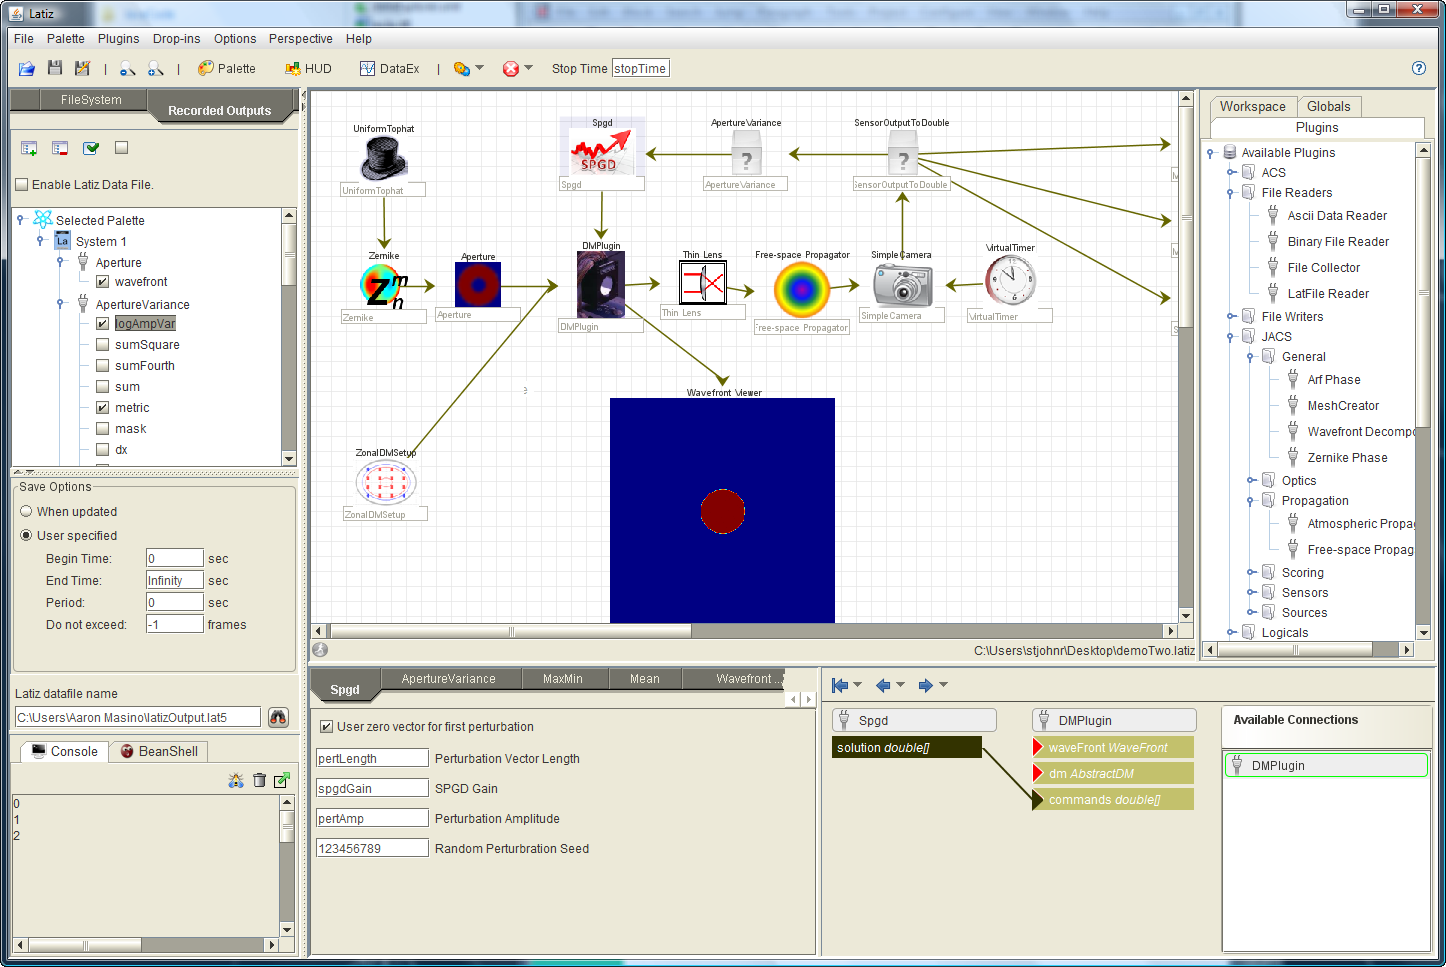 Latiz
File Palette Plugins Drop-ins Options Perspective Help
Palette HUD DataEx Stop Time stopTime
FileSystem Recorded Outputs
Enable Latiz Data File.
Selected Palette
La System 1
Aperture
wavefront
ApertureVariance
logAmpVar
sumSquare
sumFourth
sum
metric
mask
dx
Save Options
When updated
User specified
Begin Time: 0 sec
End Time: Infinity sec
Period: 0 sec
Do not exceed: -1 frames
Latiz datafile name
C:\Users\Aaron Masino\latizOutput.lat5
Console BeanShell
0
1
2
UniformTophat
UniformTophat
Spgd
SPGD
Spgd
ApertureVariance
?
ApertureVariance
SensorOutputToDouble
?
SensorOutputToDouble
Zernike
Z m n
Zernike
Aperture
Aperture
DMPlugin
DMPlugin
Thin Lens
Thin Lens
Free-space Propagator
Free-space Propagator
SimpleCamera
SimpleCamera
VirtualTimer
VirtualTimer
Wavefront Viewer
ZonalDMSetup
ZonalDMSetup
C:\Users\stjohnr\Desktop\demoTwo.latiz
Spgd ApertureVariance MaxMin Mean Wavefront ...
User zero vector for first perturbation
pertLength Perturbation Vector Length
spgdGain SPGD Gain
pertAmp Perturbation Amplitude
123456789 Random Perturbration Seed
Spgd
solution double[]
DMPlugin
waveFront WaveFront
dm AbstractDM
commands double[]
Available Connections
DMPlugin
Workspace Globals
Plugins
Available Plugins
ACS
File Readers
Ascii Data Reader
Binary File Reader
File Collector
LatFile Reader
File Writers
JACS
General
Arf Phase
MeshCreator
Wavefront Decompo
Zernike Phase
Optics
Propagation
Atmospheric Propag
Free-space Propag
Scoring
Sensors
Sources
Logicals